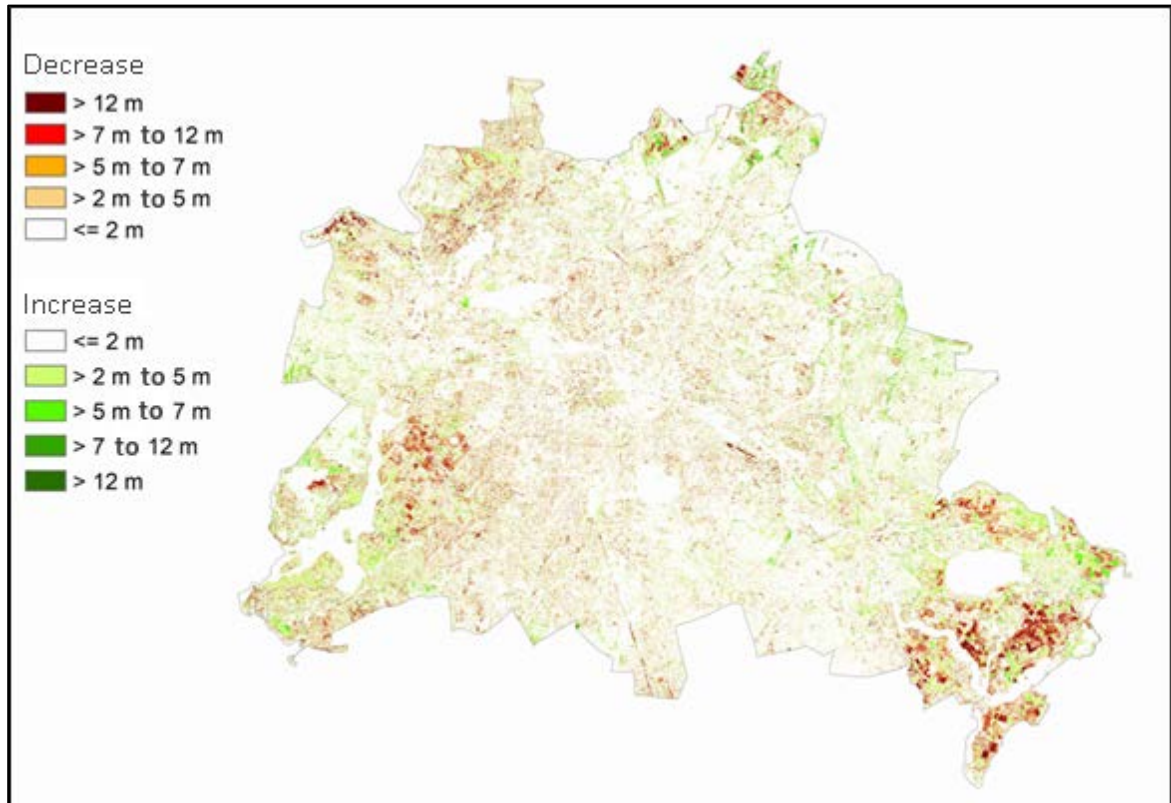 Decrease
> 12 m
> 7 m to 12 m
> 5 m to 7 m
> 2 m to 5 m
<= 2 m
Increase
<= 2 m
> 2 m to 5 m
> 5 m to 7 m
> 7 to 12 m
> 12 m